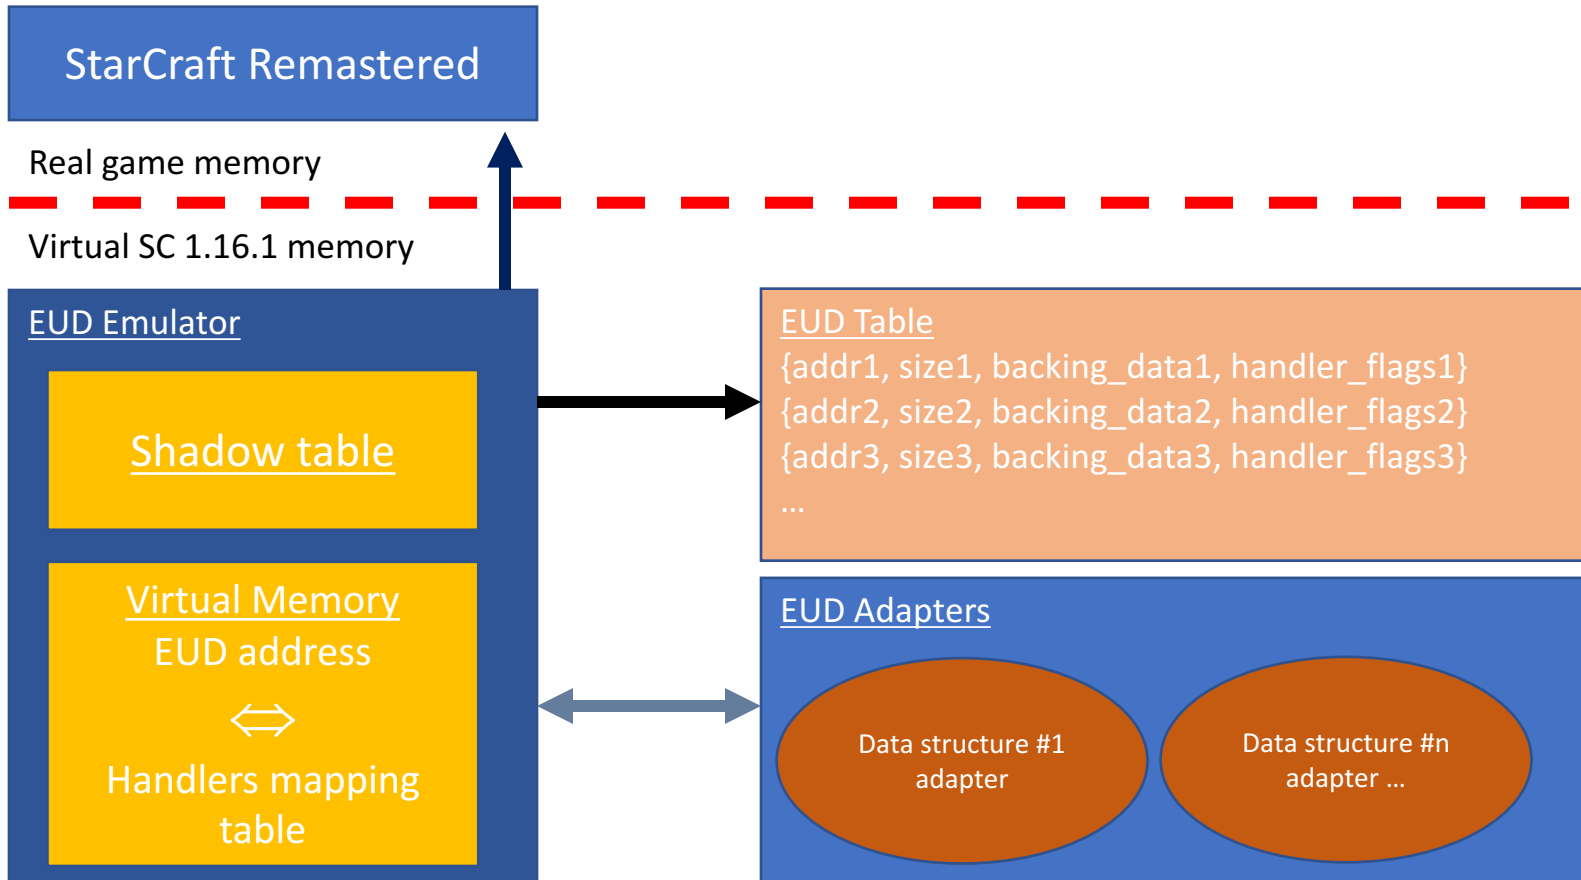 StarCraft Remastered
Real game memory
Virtual SC 1.16.1 memory
EUD Emulator
Shadow table
Virtual Memory
EUD address
⇔
Handlers mapping
table
EUD Table
{addr1, size1, backing_data1, handler_flags1}
{addr2, size2, backing_data2, handler_flags2}
{addr3, size3, backing_data3, handler_flags3}
...
EUD Adapters
Data structure #1
adapter
Data structure #n
adapter ...